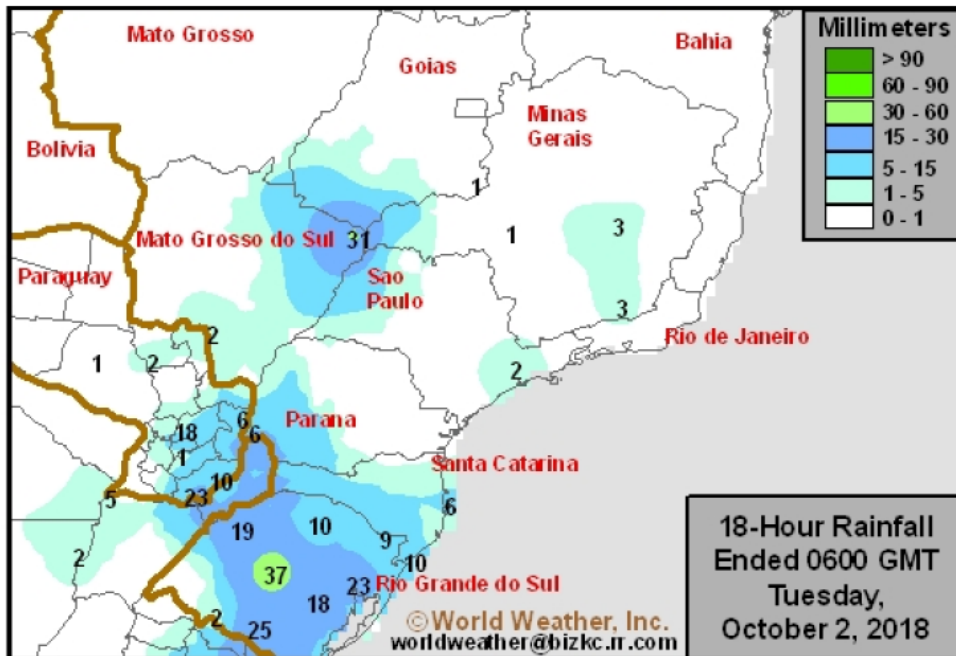 Mato Grosso
Bahia
Goias
Minas
Gerais
Bolivia
1
31
1
3
Mato Grosso do Sul
Paraguay
Sao
Paulo
3
2
Rio de Janeiro
1
2
2
6
Parana
18
6
1
Santa Catarina
10
5
23
6
19
10
9
10
2
37
23
Rio Grande do Sul
18
2
25
© World Weather, Inc.
worldweather@bizkc.rr.com
Millimeters
> 90
60 - 90
30 - 60
15 - 30
5 - 15
1 - 5
0 - 1
18-Hour Rainfall
Ended 0600 GMT
Tuesday,
October 2, 2018